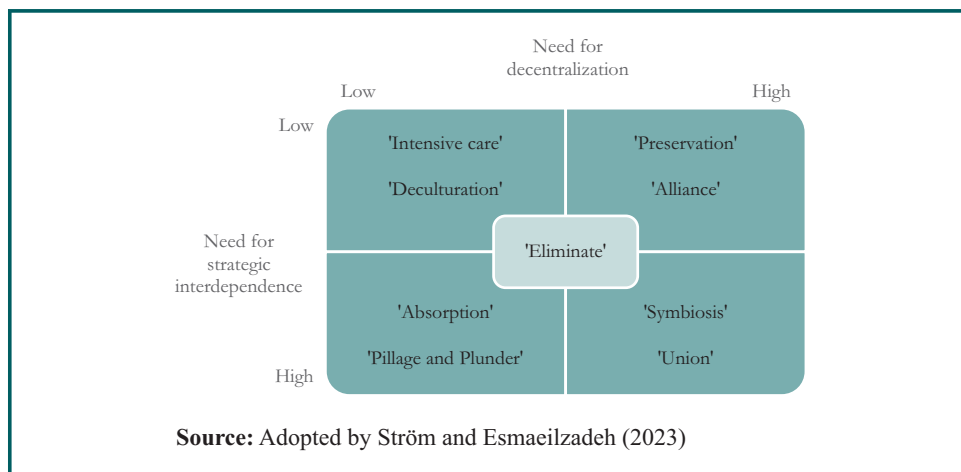 Need for
decentralization
Low
High
Low
'Intensive care'
'Preservation'
'Deculturation'
'Alliance'
Need for
strategic
interdependence
'Eliminate'
'Absorption'
'Symbiosis'
'Pillage and Plunder'
'Union'
High
Source: Adopted by Ström and Esmaeilzadeh (2023)